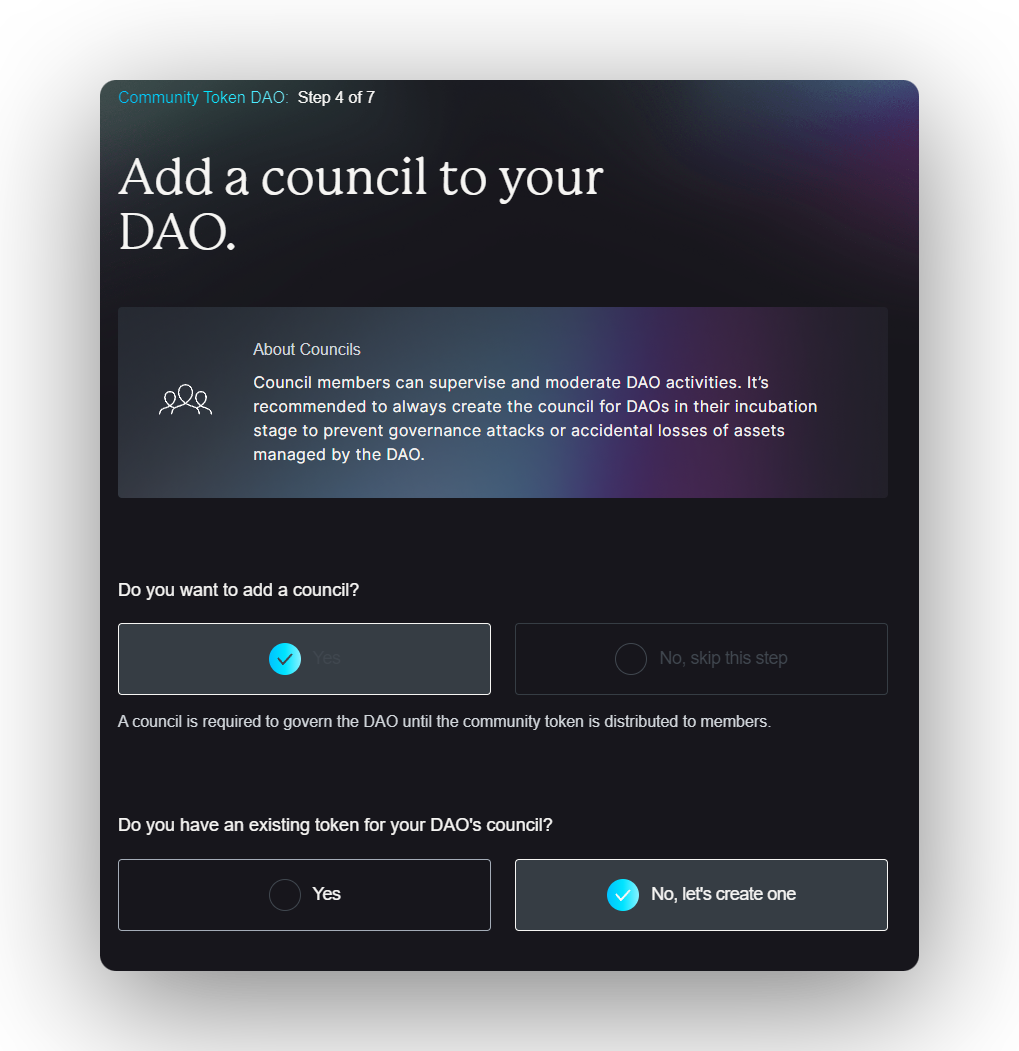 Community Token DAO: Step 4 of 7
Add a council to your
DAO.
About Councils
Council members can supervise and moderate DAO activities. It’s
recommended to always create the council for DAOs in their incubation
stage to prevent governance attacks or accidental losses of assets
managed by the DAO.
Do you want to add a council?
Yes
No, skip this step
A council is required to govern the DAO until the community token is distributed to members.
Do you have an existing token for your DAO's council?
Yes
No, let's create one